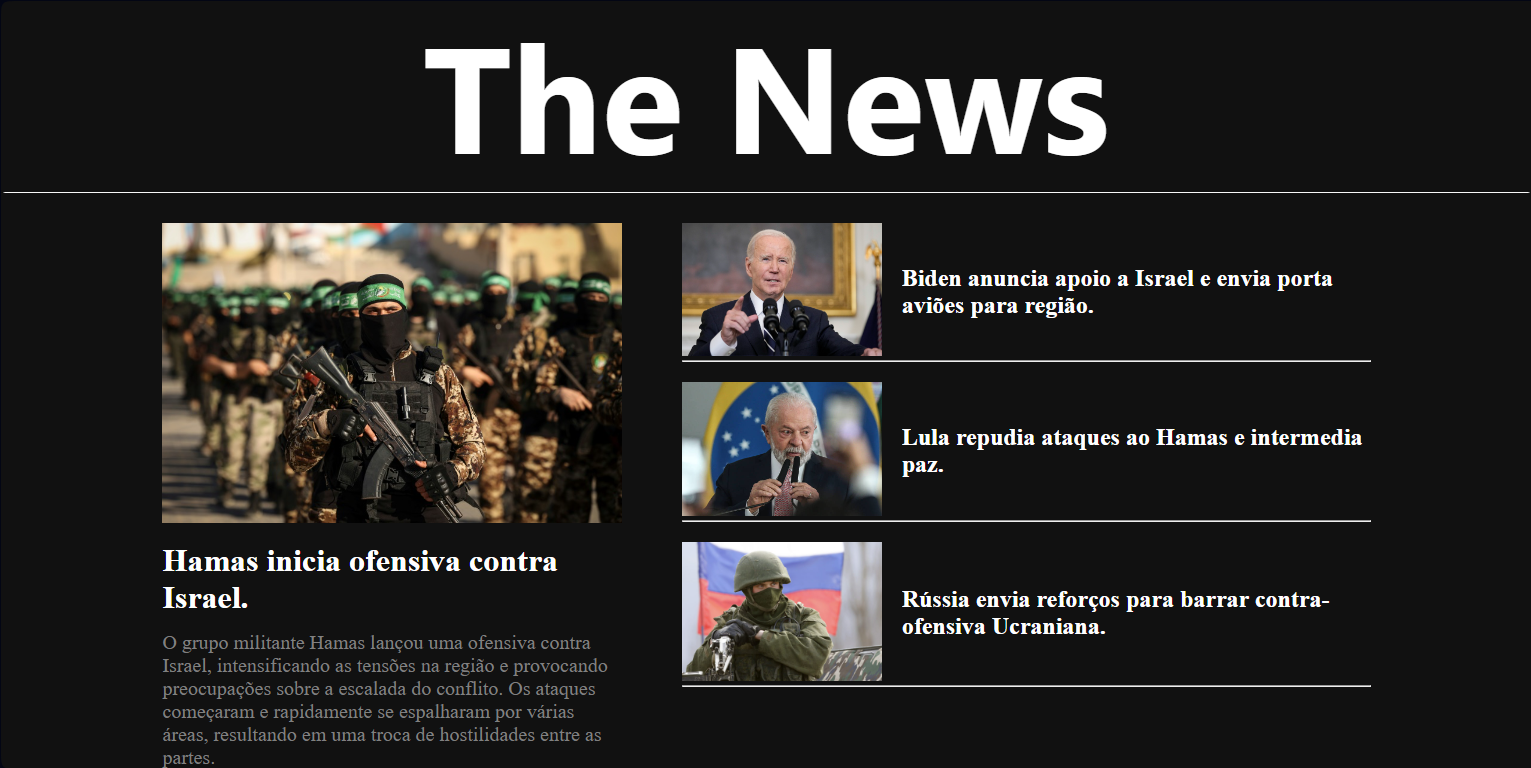 The News
Hamas inicia ofensiva contra
Israel.
O grupo militante Hamas lançou uma ofensiva contra
Israel, intensificando as tensões na região e provocando
preocupações sobre a escalada do conflito. Os ataques
começaram e rapidamente se espalharam por várias
áreas, resultando em uma troca de hostilidades entre as
partes.
Biden anuncia apoio a Israel e envia porta
aviões para região.
Lula repudia ataques ao Hamas e intermedia
paz.
Rússia envia reforços para barrar contra-
ofensiva Ucraniana.